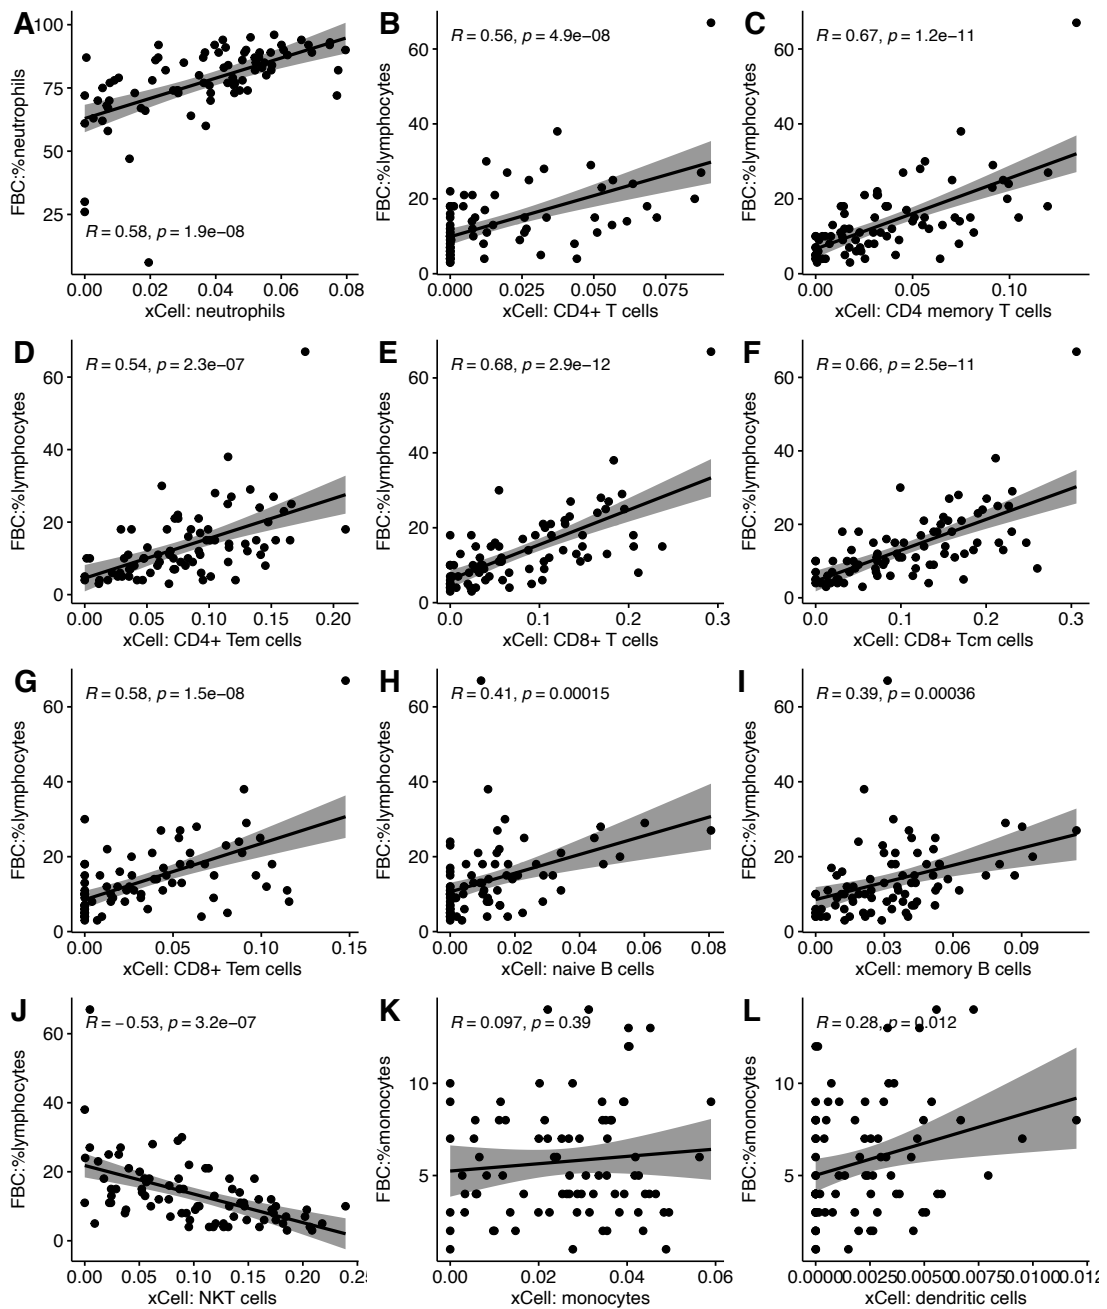 A
100
75
50
25
FBC:%neutrophils
R = 0.58, p = 1.9e−08
0.00 0.02 0.04 0.06 0.08
xCell: neutrophils
B
60
40
20
0
FBC:%lymphocytes
R = 0.56, p = 4.9e−08
0.000 0.025 0.050 0.075
xCell: CD4+ T cells
C
60
40
20
0
FBC:%lymphocytes
R = 0.67, p = 1.2e−11
0.00 0.05 0.10
xCell: CD4 memory T cells
D
60
40
20
0
FBC:%lymphocytes
R = 0.54, p = 2.3e−07
0.00 0.05 0.10 0.15 0.20
xCell: CD4+ Tem cells
E
60
40
20
0
FBC:%lymphocytes
R = 0.68, p = 2.9e−12
0.0 0.1 0.2 0.3
xCell: CD8+ T cells
F
60
40
20
0
FBC:%lymphocytes
R = 0.66, p = 2.5e−11
0.0 0.1 0.2 0.3
xCell: CD8+ Tcm cells
G
60
40
20
0
FBC:%lymphocytes
R = 0.58, p = 1.5e−08
0.00 0.05 0.10 0.15
xCell: CD8+ Tem cells
H
60
40
20
0
FBC:%lymphocytes
R = 0.41, p = 0.00015
0.00 0.02 0.04 0.06 0.08
xCell: naive B cells
I
60
40
20
0
FBC:%lymphocytes
R = 0.39, p = 0.00036
0.00 0.03 0.06 0.09
xCell: memory B cells
J
60
40
20
0
FBC:%lymphocytes
R = −0.53, p = 3.2e−07
0.00 0.05 0.10 0.15 0.20
xCell: NKT cells
K
10
5
FBC:%monocytes
R = 0.097, p = 0.39
0.00 0.02 0.04 0.06
xCell: monocytes
L
10
5
FBC:%monocytes
R = 0.28, p = 0.012
0.0000 0.0025 0.0050 0.0075 0.0100 0.012
xCell: dendritic cells